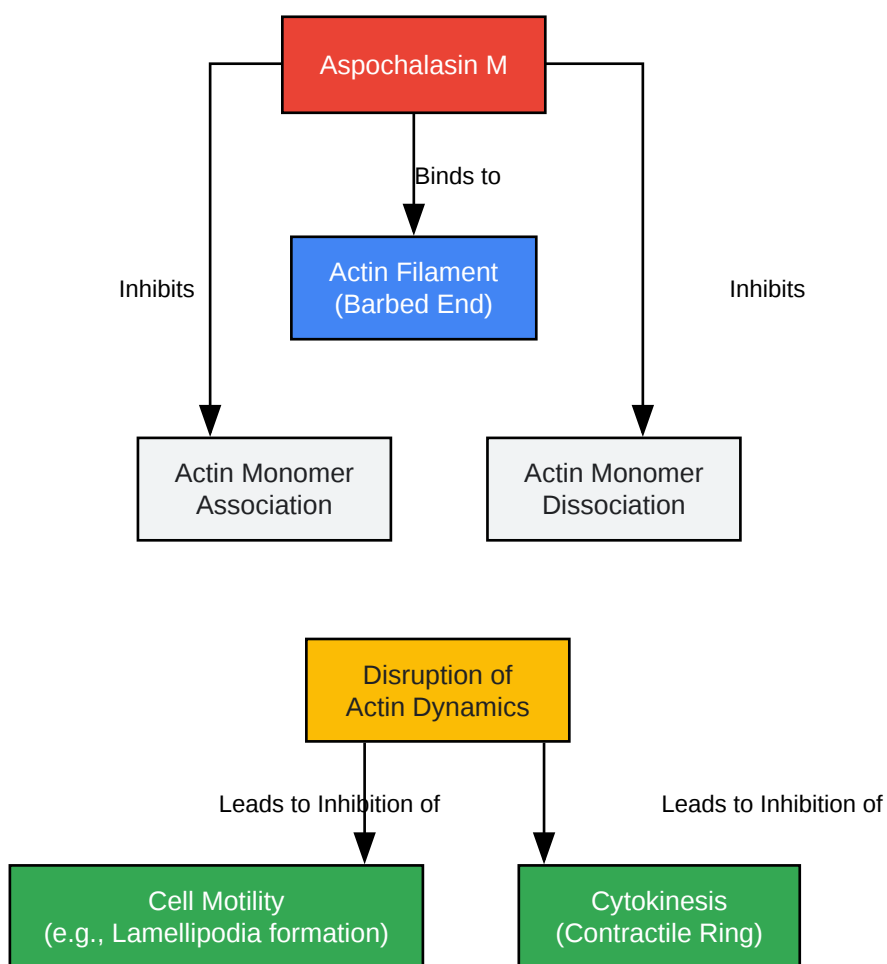 Aspochalasin M
Binds to
Actin Filament
(Barbed End)
Inhibits
Inhibits
Actin Monomer
Association
Actin Monomer
Dissociation
Disruption of
Actin Dynamics
Leads to Inhibition of
Leads to Inhibition of
Cell Motility
(e.g., Lamellipodia formation)
Cytokinesis
(Contractile Ring)